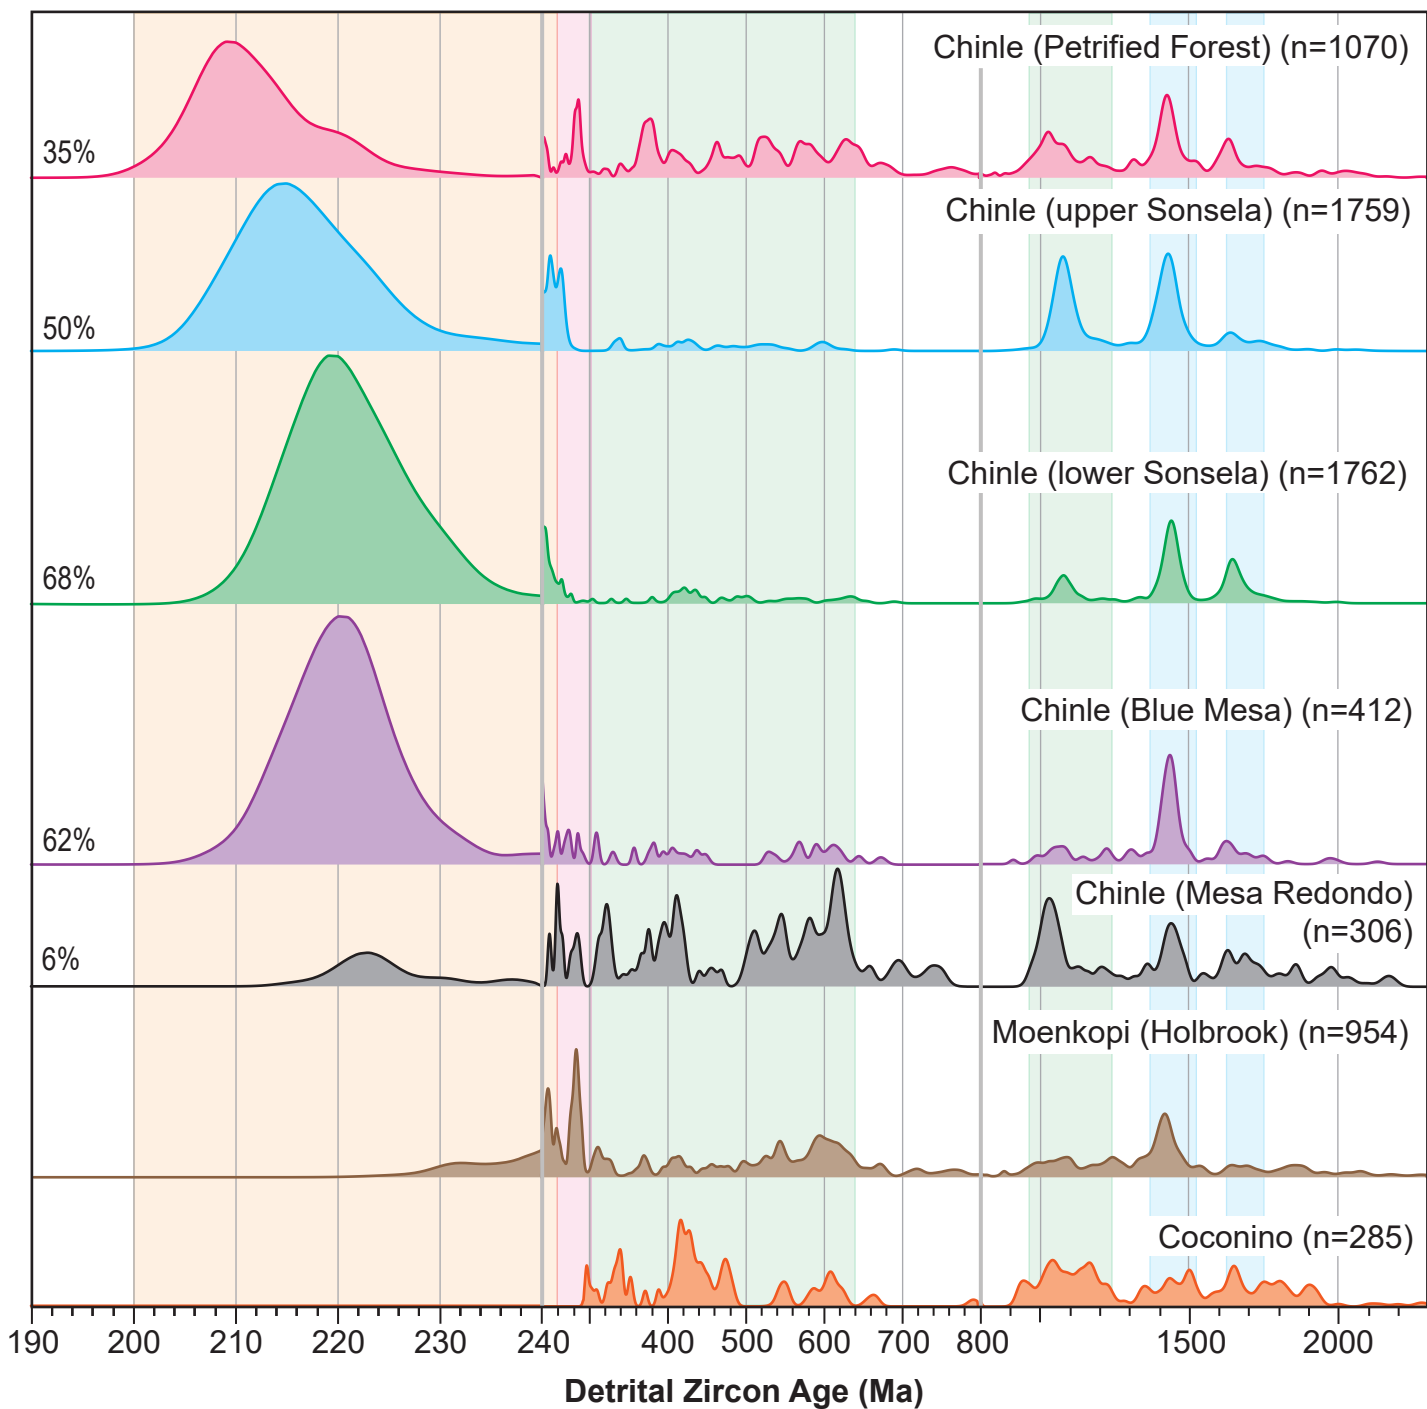 Chinle (Petrified Forest) (n=1070)
35%
Chinle (upper Sonsela) (n=1759)
50%
Chinle (lower Sonsela) (n=1762)
68%
Chinle (Blue Mesa) (n=412)
62%
Chinle (Mesa Redondo)
(n=306)
6%
Moenkopi (Holbrook) (n=954)
Coconino (n=285)
190 200 210 220 230 240 400 500 600 700 800 1500 2000
Detrital Zircon Age (Ma)